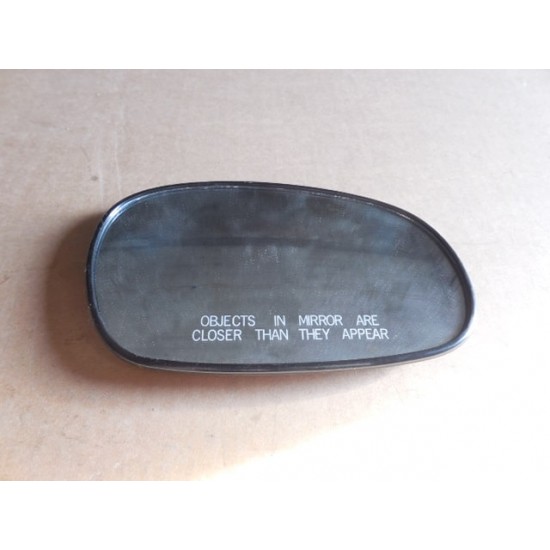 OBJECTS IN MIRROR ARE
CLOSER THAN THEY APPEAR